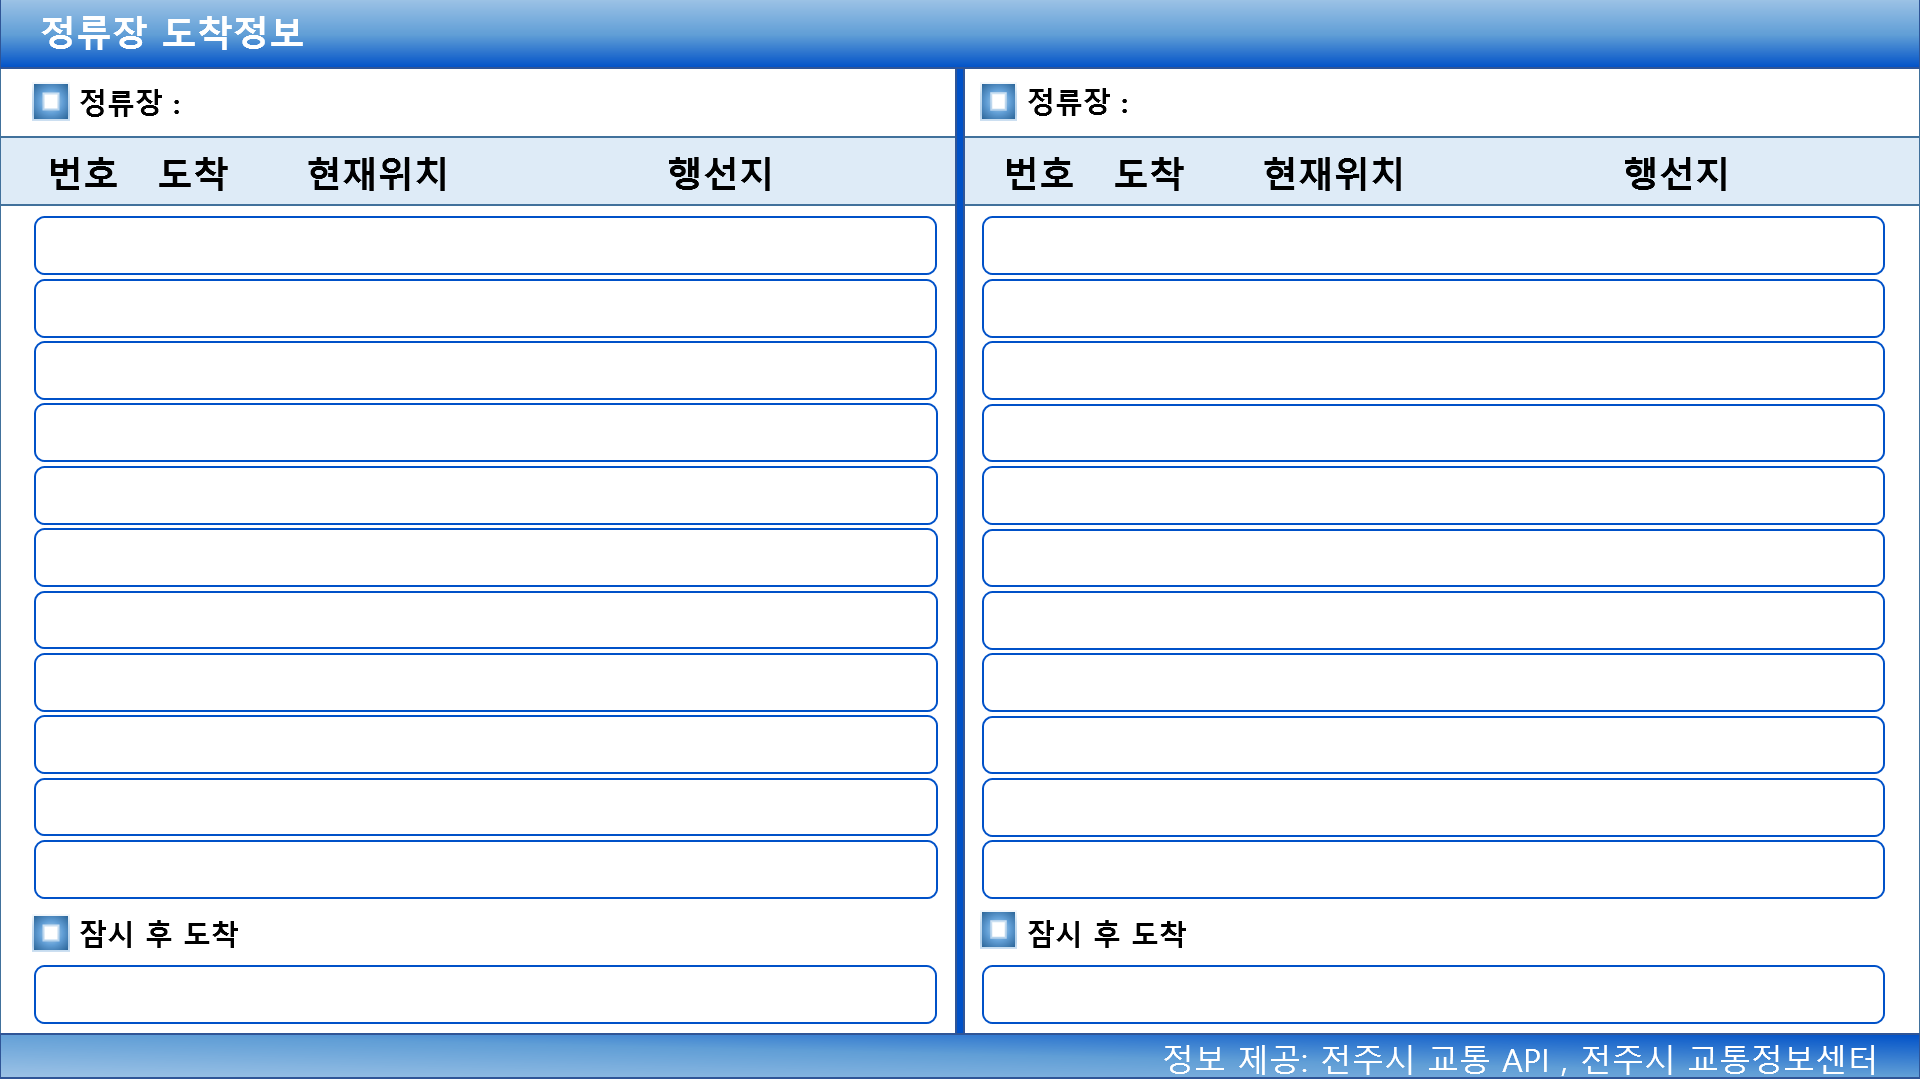 정류장 도착정보
정류장 :
번호 도착 현재위치 행선지
잠시 후 도착
정류장 :
번호 도착 현재위치 행선지
잠시 후 도착
정보 제공: 전주시 교통 API , 전주시 교통정보센터